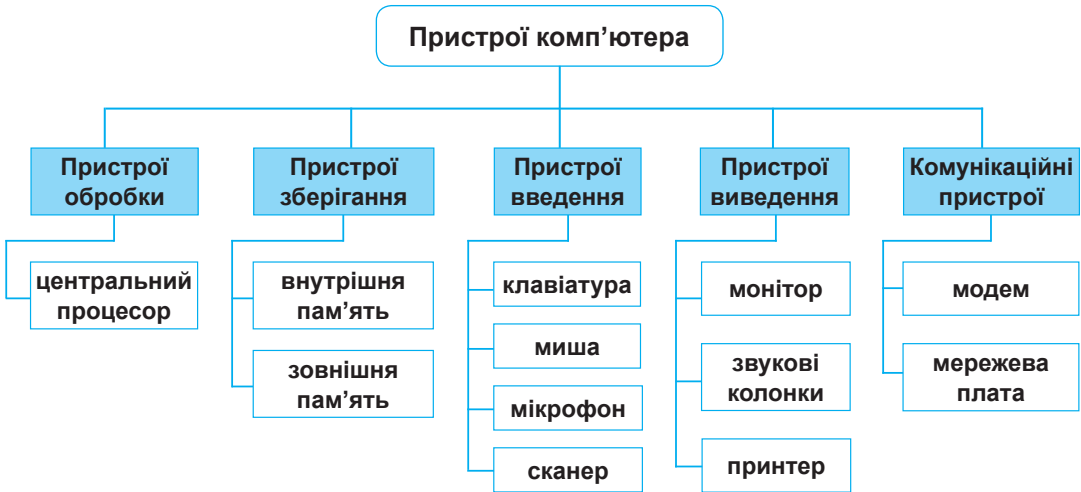 Пристрої комп’ютера
Пристрої
обробки
центральний
процесор
Пристрої
зберігання
внутрішня
пам’ять
зовнішня
пам’ять
Пристрої
введення
клавіатура
миша
мікрофон
сканер
Пристрої
виведення
монітор
звукові
колонки
принтер
Комунікаційні
пристрої
модем
мережева
плата